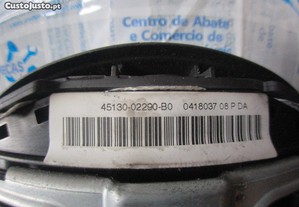 CustoJusto.pt
Centro de Abate
e Comércio de
45130-02290-B0 0418037 08 P DA